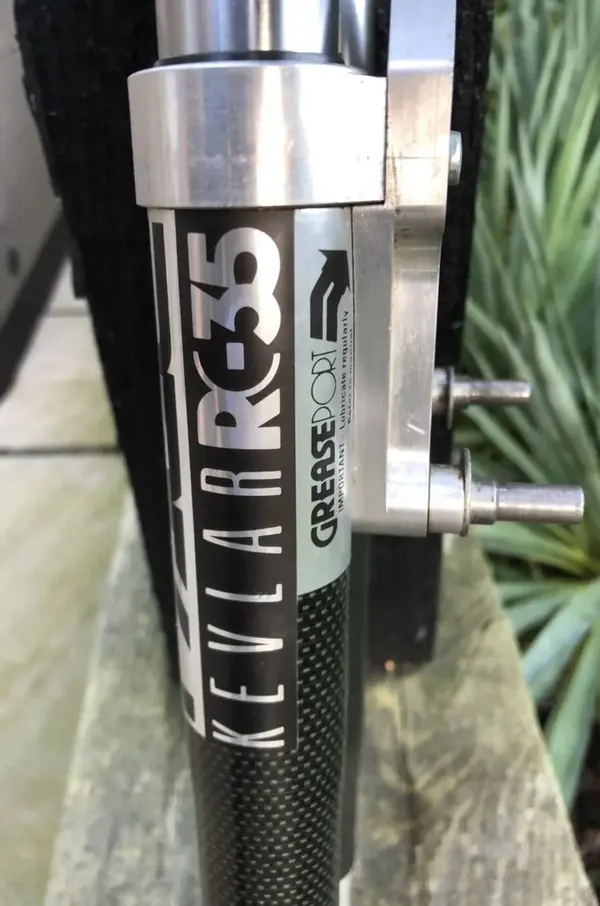 KEVLAR RC-35
GREASEPORT
IMPORTANT Lubricate regularly